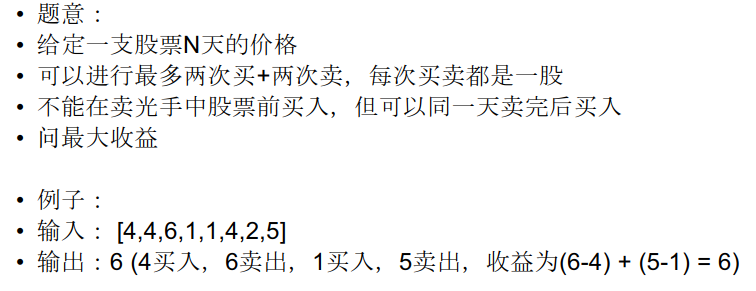 • 题意：
• 给定一支股票N天的价格
• 可以进行最多两次买+两次卖，每次买卖都是一股
• 不能在卖光手中股票前买入，但可以同一天卖完后买入
• 问最大收益
• 例子：
• 输入： [4,4,6,1,1,4,2,5]
• 输出：6 (4买入，6卖出，1买入，5卖出，收益为(6-4) + (5-1) = 6)